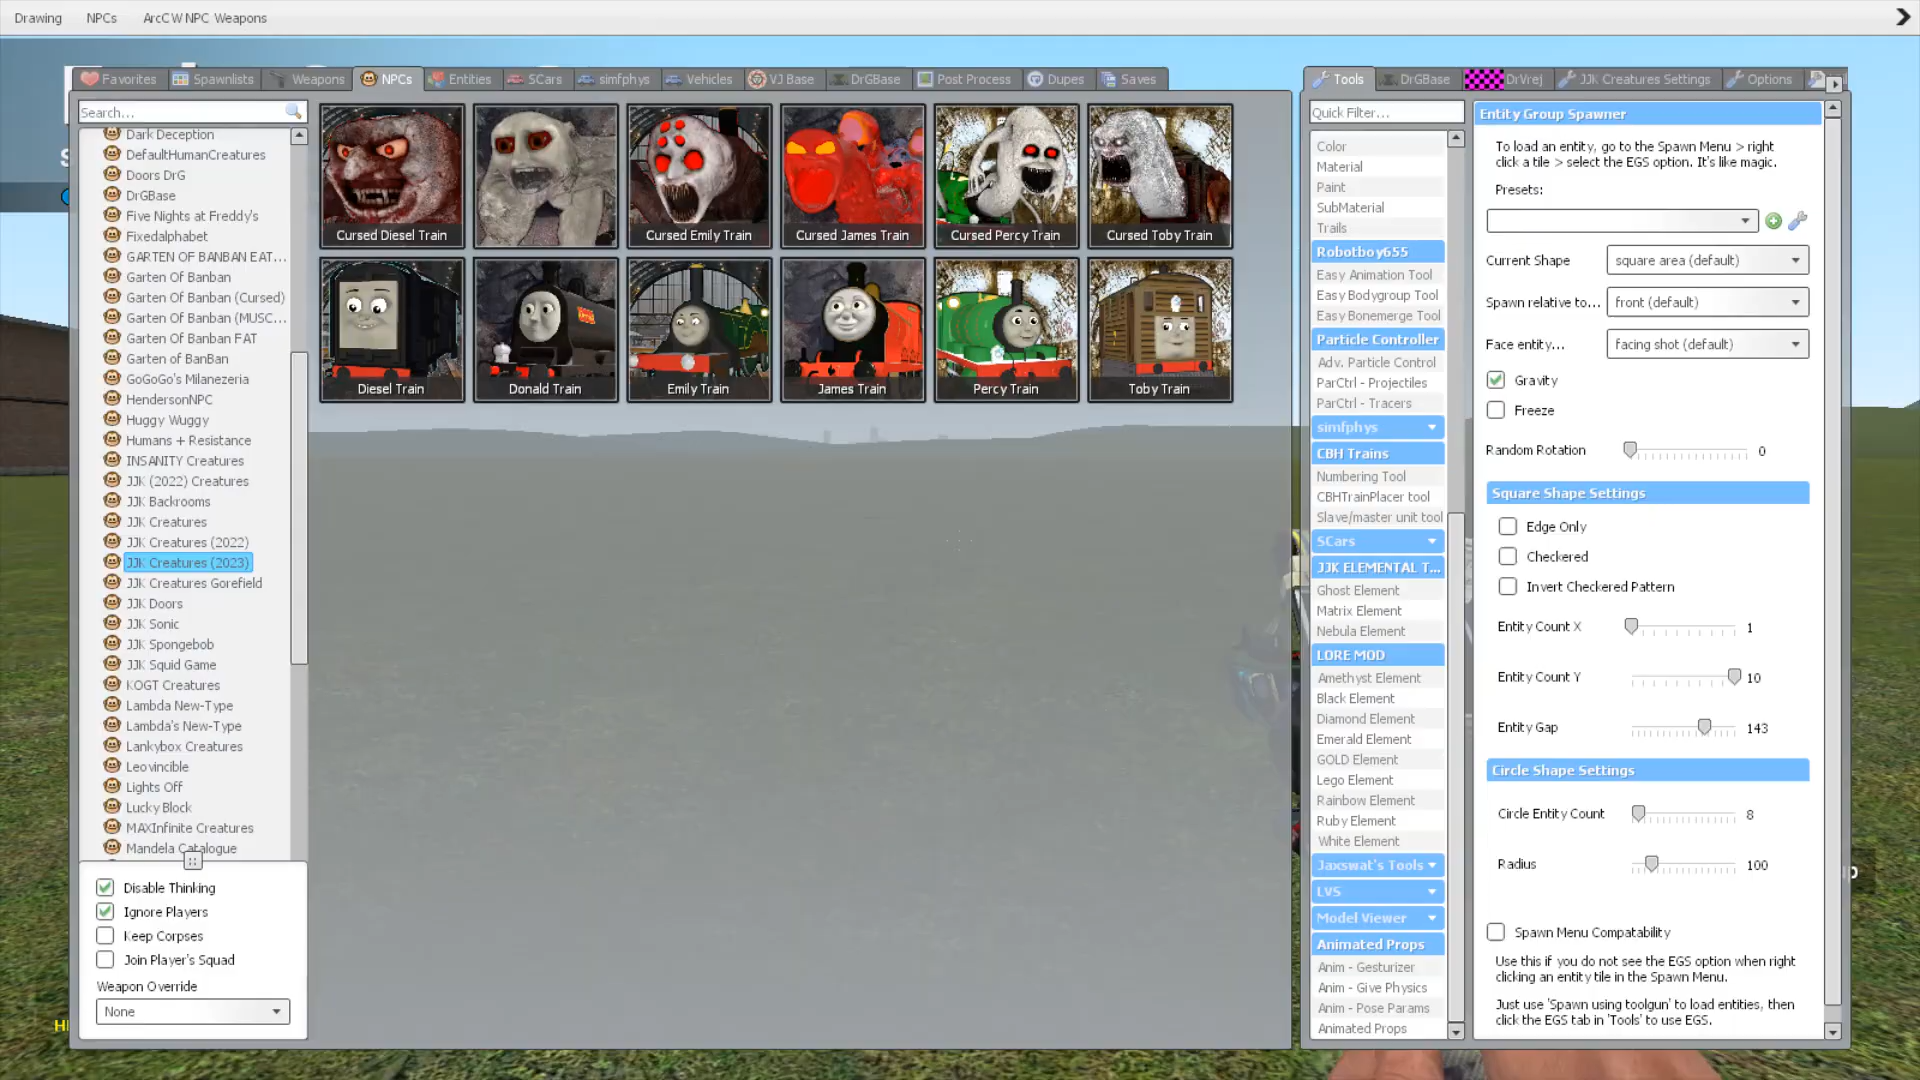 Drawing NPCs ArcCW NPC Weapons
Favorites Spawnlists Weapons NPCs Entities SCars simfphys Vehicles VJ Base DrGBase Post Process Dupes Saves
Search...
Dark Deception
DefaultHumanCreatures
Doors DrG
DrGBase
Five Nights at Freddy's
Fixedalphabet
GARTEN OF BANBAN EAT...
Garten Of Banban
Garten Of Banban (Cursed)
Garten Of Banban (MUSC...
Garten Of Banban FAT
Garten of BanBan
GoGoGo's Milanezeria
HendersonNPC
Huggy Wuggy
Humans + Resistance
INSANITY Creatures
JJK (2022) Creatures
JJK Backrooms
JJK Creatures
JJK Creatures (2022)
JJK Creatures (2023)
JJK Creatures Gorefield
JJK Doors
JJK Sonic
JJK Spongebob
JJK Squid Game
KOGT Creatures
Lambda New-Type
Lambda's New-Type
Lankybox Creatures
Leovincible
Lights Off
Lucky Block
MAXInfinite Creatures
Mandela Catalogue
Disable Thinking
Ignore Players
Keep Corpses
Join Player's Squad
Weapon Override
None
Cursed Diesel Train
Cursed Emily Train
Cursed James Train
Cursed Percy Train
Cursed Toby Train
Diesel Train
Donald Train
Emily Train
James Train
Percy Train
Toby Train
Tools DrGBase DrVrej JJK Creatures Settings Options
Quick Filter...
Color
Material
Paint
SubMaterial
Trails
Robotboy655
Easy Animation Tool
Easy Bodygroup Tool
Easy Bonemerge Tool
Particle Controller
Adv. Particle Control
ParCtrl - Projectiles
ParCtrl - Tracers
simfphys
CBH Trains
Numbering Tool
CBHTrainPlacer tool
Slave/master unit tool
SCars
JJK ELEMENTAL T...
Ghost Element
Matrix Element
Nebula Element
LORE MOD
Amethyst Element
Black Element
Diamond Element
Emerald Element
GOLD Element
Lego Element
Rainbow Element
Ruby Element
White Element
Jaxswat's Tools
LVS
Model Viewer
Animated Props
Anim - Gesturizer
Anim - Give Physics
Anim - Pose Params
Animated Props
Entity Group Spawner
To load an entity, go to the Spawn Menu > right
click a tile > select the EGS option. It's like magic.
Presets:
Current Shape square area (default)
Spawn relative to... front (default)
Face entity... facing shot (default)
Gravity
Freeze
Random Rotation 0
Square Shape Settings
Edge Only
Checkered
Invert Checkered Pattern
Entity Count X 1
Entity Count Y 10
Entity Gap 143
Circle Shape Settings
Circle Entity Count 8
Radius 100
Spawn Menu Compatability
Use this if you do not see the EGS option when right
clicking an entity tile in the Spawn Menu.
Just use 'Spawn using toolgun' to load entities, then
click the EGS tab in 'Tools' to use EGS.